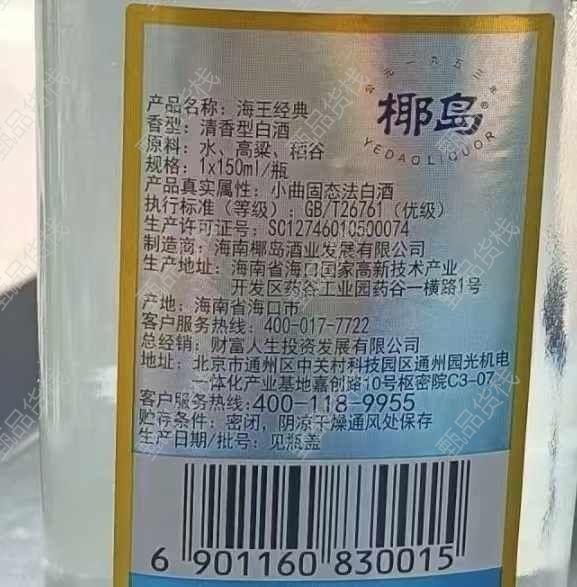 始于一九五三年
椰岛®
YEDAOLIQUOR
产品名称：海王经典
香型：清香型白酒
原料：水、高粱、稻谷
规格：1x150ml/瓶
产品真实属性：小曲固态法白酒
执行标准（等级）：GB/T26761（优级）
生产许可证号：SC12746010500074
制造商：海南椰岛酒业发展有限公司
生产地址：海南省海口国家高新技术产业
开发区药谷工业园药谷一横路1号
产地：海南省海口市
客户服务热线：400-017-7722
总经销：财富人生投资发展有限公司
地址：北京市通州区中关村科技园区通州园光机电
一体化产业基地嘉创路10号枢密院C3-07
客户服务热线:400-118-9955
贮存条件：密闭，阴凉干燥通风处保存
生产日期/批号：见瓶盖
6 901160 830015
甄品货栈